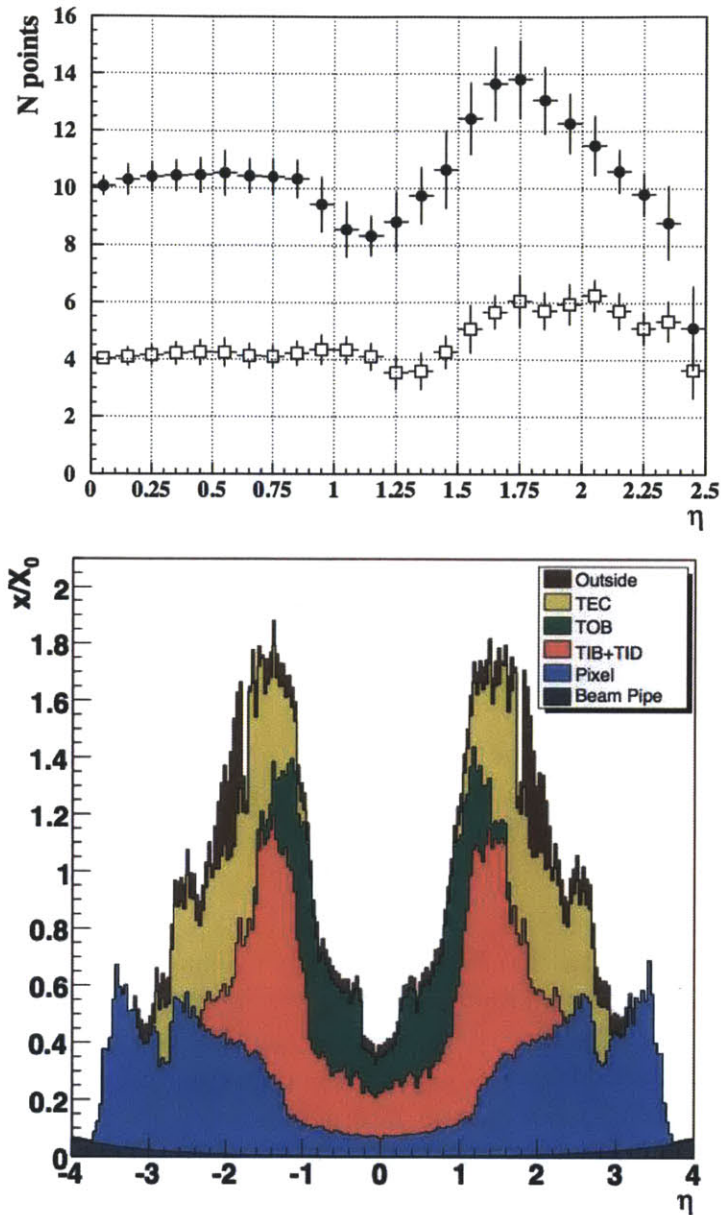 N points
16
14
12
10
8
6
4
2
0
0 0.25 0.5 0.75 1 1.25 1.5 1.75 2 2.25 2.5
η
x/X0
2
1.8
1.6
1.4
1.2
1
0.8
0.6
0.4
0.2
0
Outside
TEC
TOB
TIB+TID
Pixel
Beam Pipe
-4 -3 -2 -1 0 1 2 3 4
η